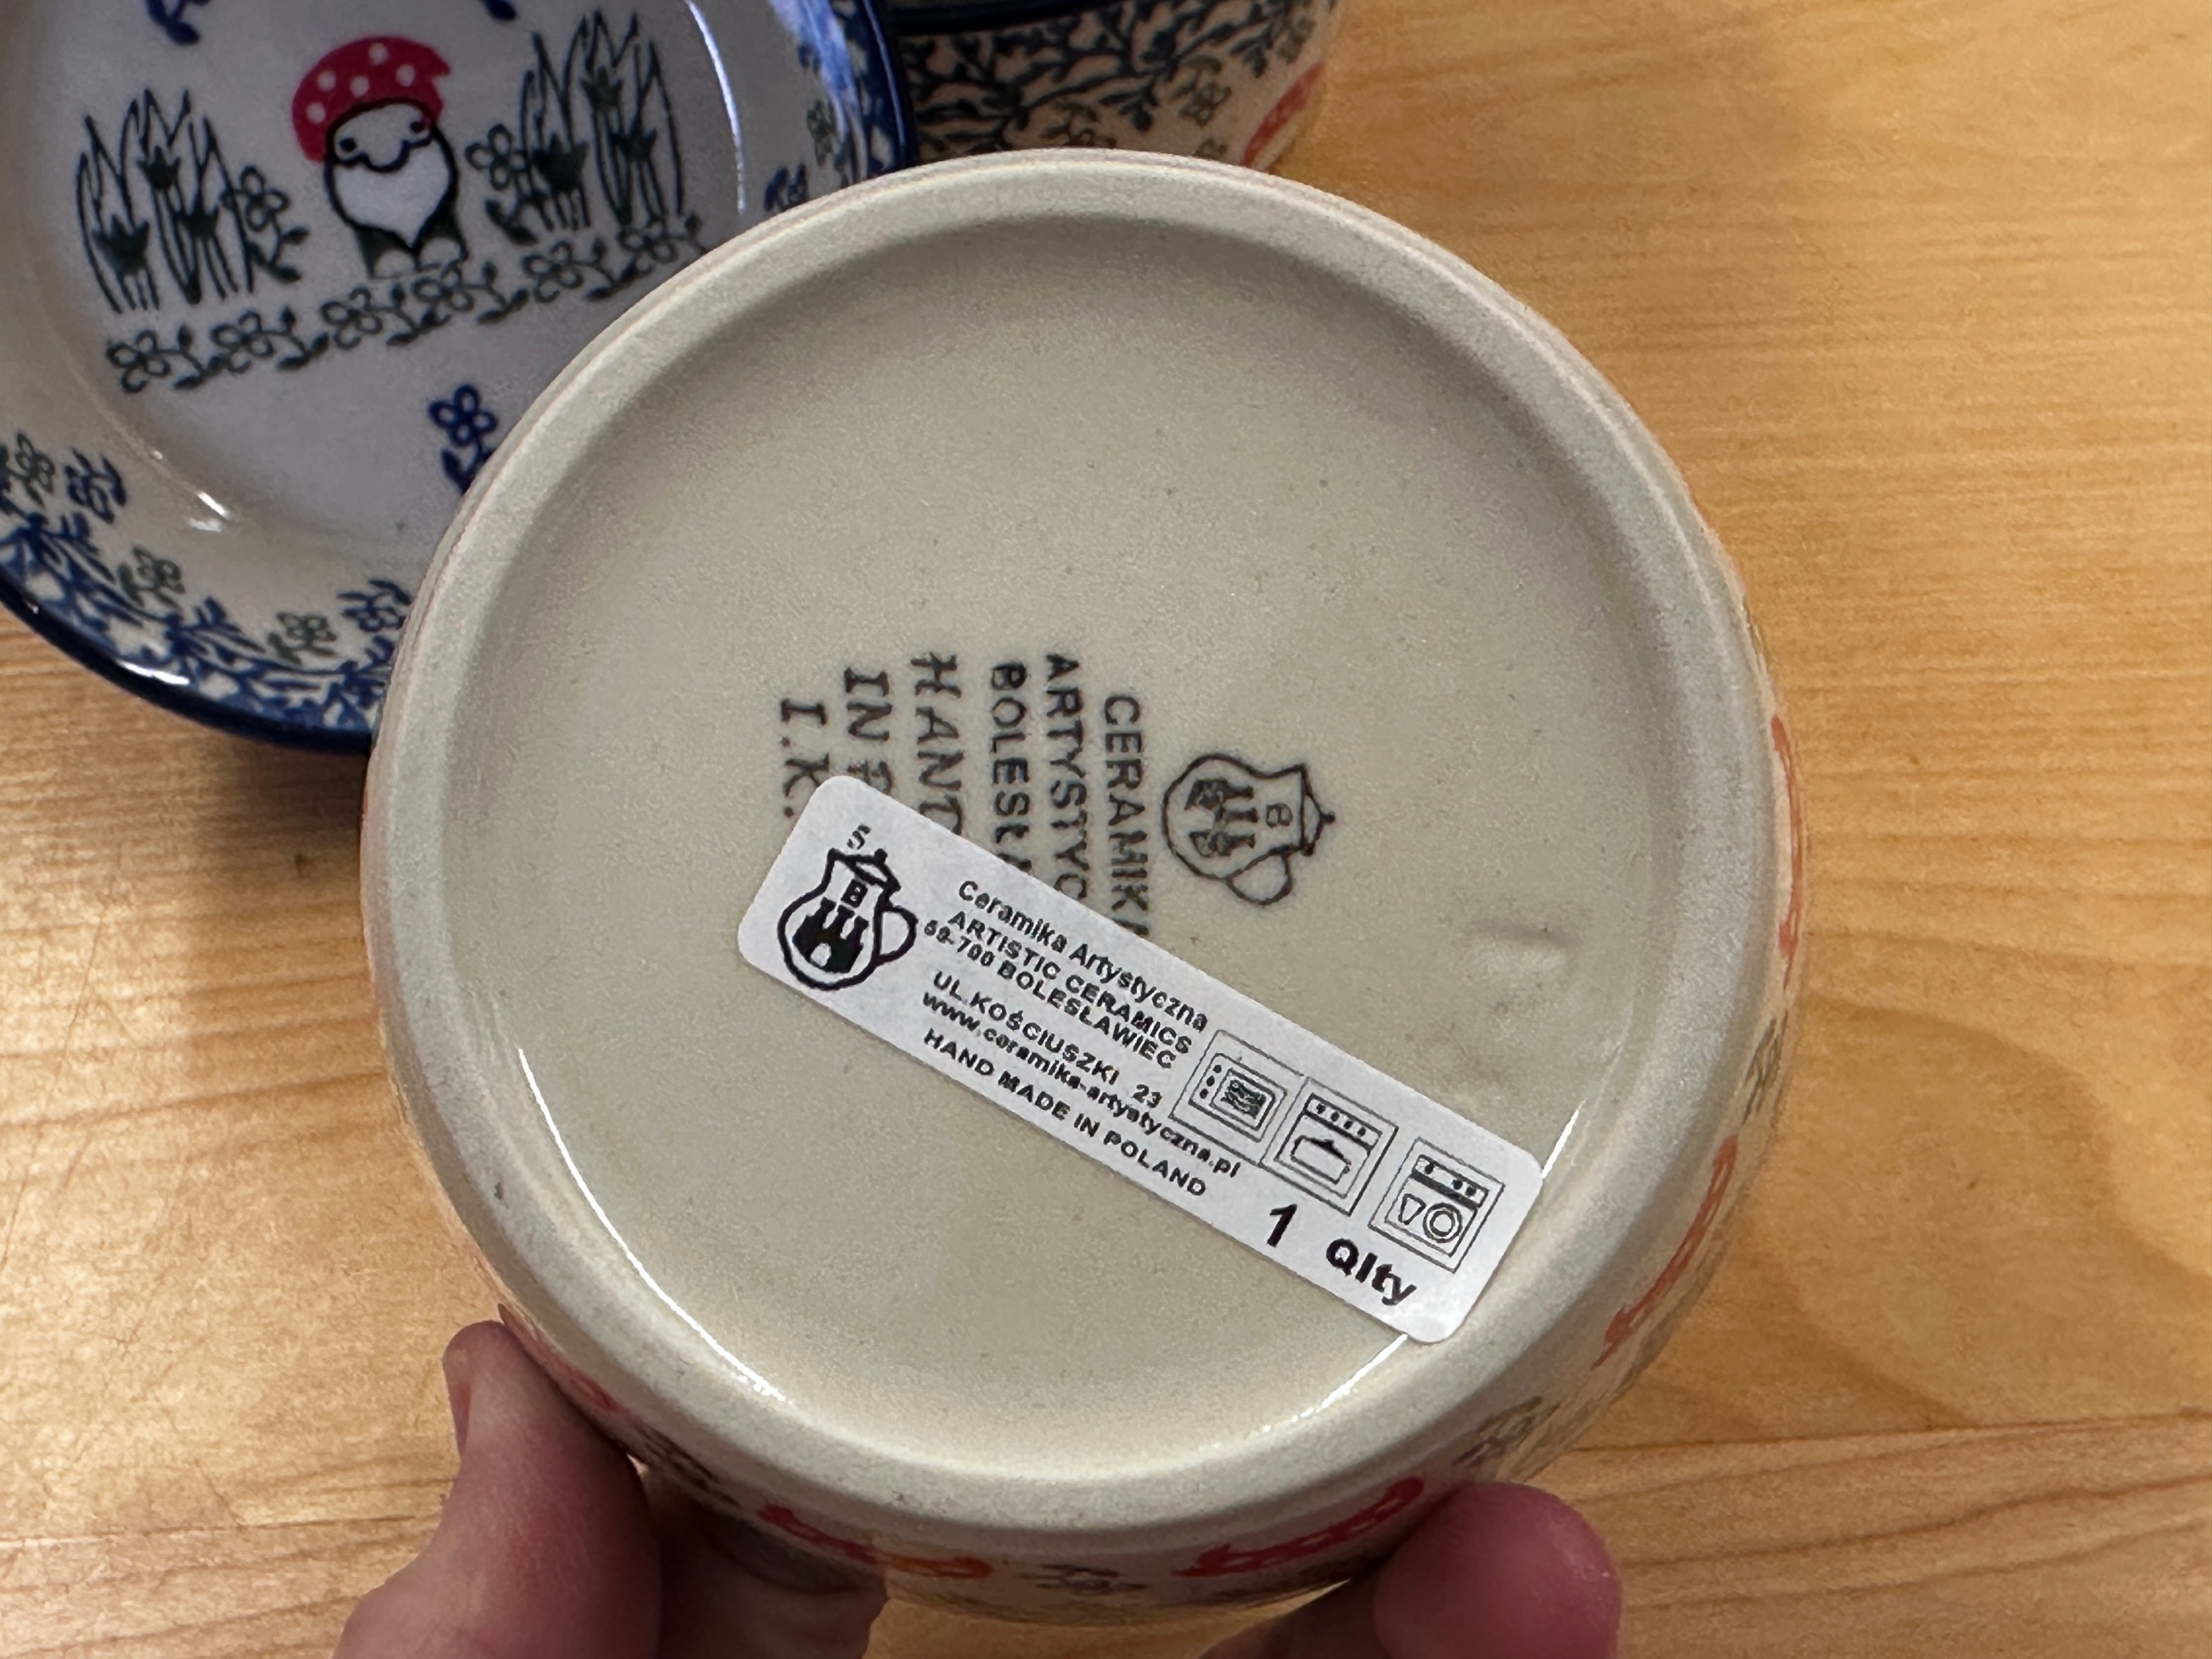 B
CERAMIKA
ARTYSTYC
BOLESŁ
HAND
IN P
I.K.
S
B
Ceramika Artystyczna
ARTISTIC CERAMICS
59-700 BOLESŁAWIEC
UL.KOŚCIUSZKI 23
www.ceramika-artystyczna.pl
HAND MADE IN POLAND
1 Qlty